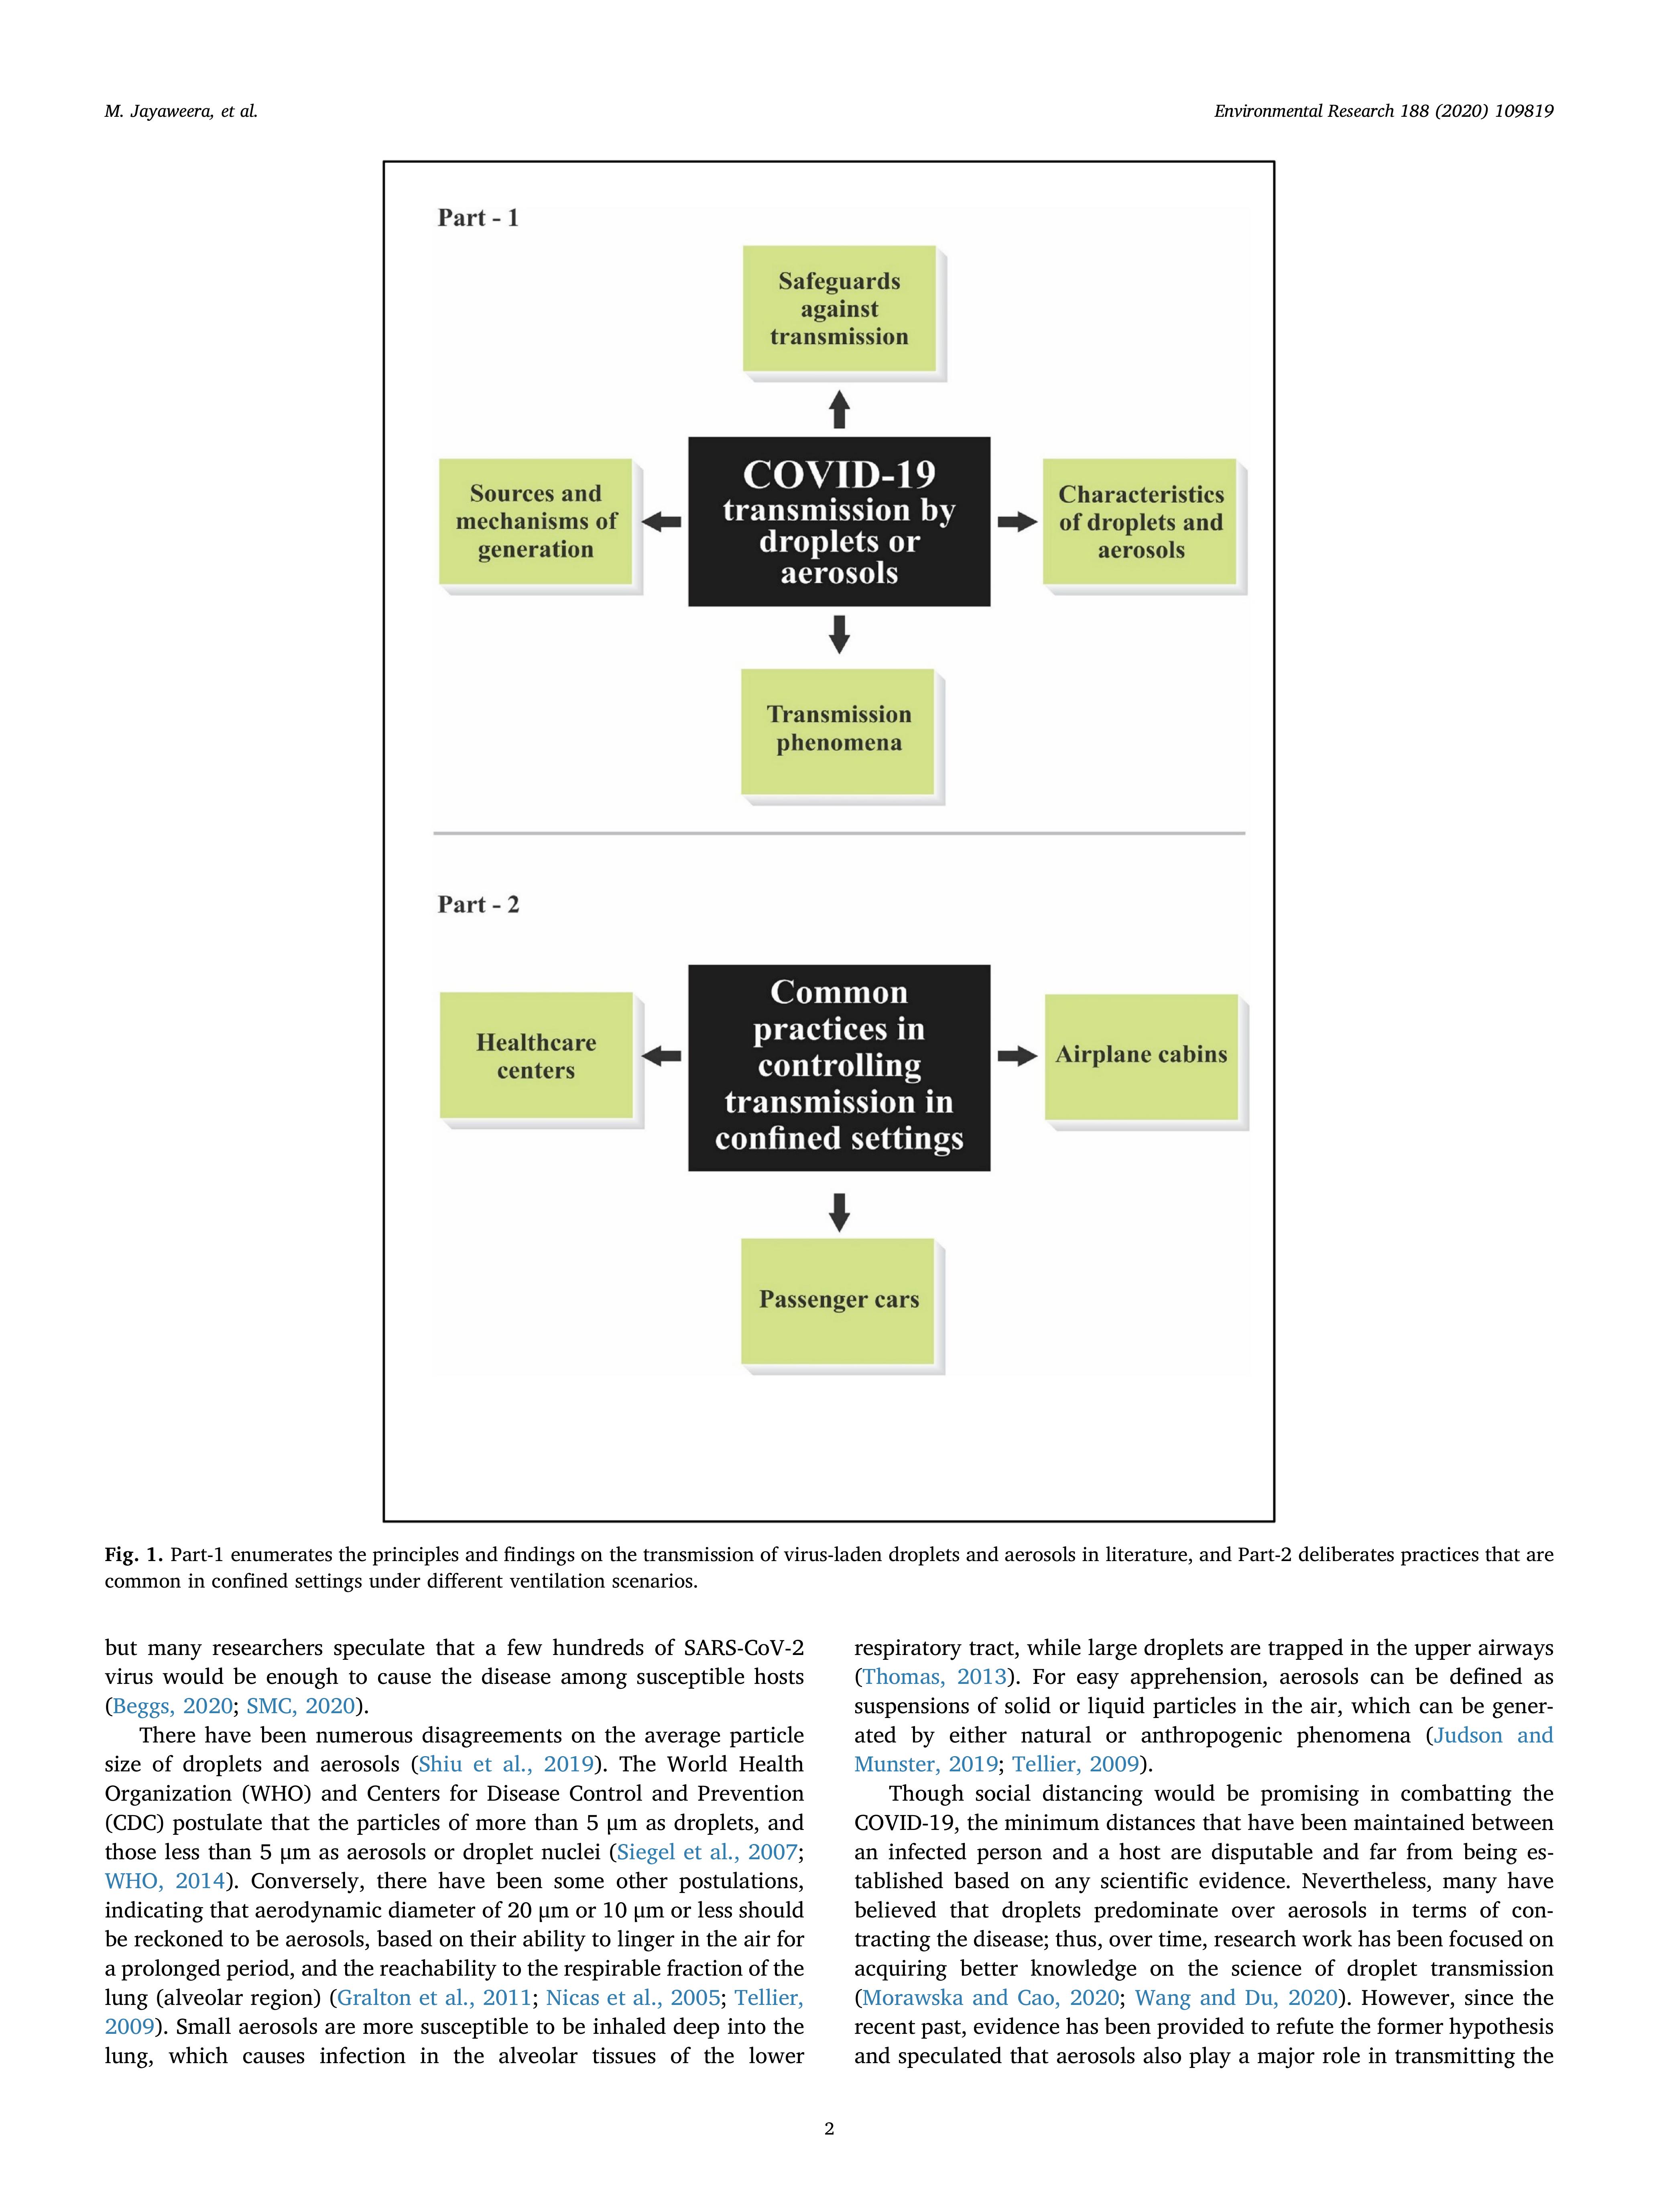 M. Jayaweera, et al.
Environmental Research 188 (2020) 109819
Part - 1
Safeguards
against
transmission
Sources and
mechanisms of
generation
COVID-19
transmission by
droplets or
aerosols
Characteristics
of droplets and
aerosols
Transmission
phenomena
Part - 2
Healthcare
centers
Common
practices in
controlling
transmission in
confined settings
Airplane cabins
Passenger cars
Fig. 1. Part-1 enumerates the principles and findings on the transmission of virus-laden droplets and aerosols in literature, and Part-2 deliberates practices that are
common in confined settings under different ventilation scenarios.
but many researchers speculate that a few hundreds of SARS-CoV-2
virus would be enough to cause the disease among susceptible hosts
(Beggs, 2020; SMC, 2020).
There have been numerous disagreements on the average particle
size of droplets and aerosols (Shiu et al., 2019). The World Health
Organization (WHO) and Centers for Disease Control and Prevention
(CDC) postulate that the particles of more than 5 μm as droplets, and
those less than 5 μm as aerosols or droplet nuclei (Siegel et al., 2007;
WHO, 2014). Conversely, there have been some other postulations,
indicating that aerodynamic diameter of 20 μm or 10 μm or less should
be reckoned to be aerosols, based on their ability to linger in the air for
a prolonged period, and the reachability to the respirable fraction of the
lung (alveolar region) (Gralton et al., 2011; Nicas et al., 2005; Tellier,
2009). Small aerosols are more susceptible to be inhaled deep into the
lung, which causes infection in the alveolar tissues of the lower
respiratory tract, while large droplets are trapped in the upper airways
(Thomas, 2013). For easy apprehension, aerosols can be defined as
suspensions of solid or liquid particles in the air, which can be gener-
ated by either natural or anthropogenic phenomena (Judson and
Munster, 2019; Tellier, 2009).
Though social distancing would be promising in combatting the
COVID-19, the minimum distances that have been maintained between
an infected person and a host are disputable and far from being es-
tablished based on any scientific evidence. Nevertheless, many have
believed that droplets predominate over aerosols in terms of con-
tracting the disease; thus, over time, research work has been focused on
acquiring better knowledge on the science of droplet transmission
(Morawska and Cao, 2020; Wang and Du, 2020). However, since the
recent past, evidence has been provided to refute the former hypothesis
and speculated that aerosols also play a major role in transmitting the
2